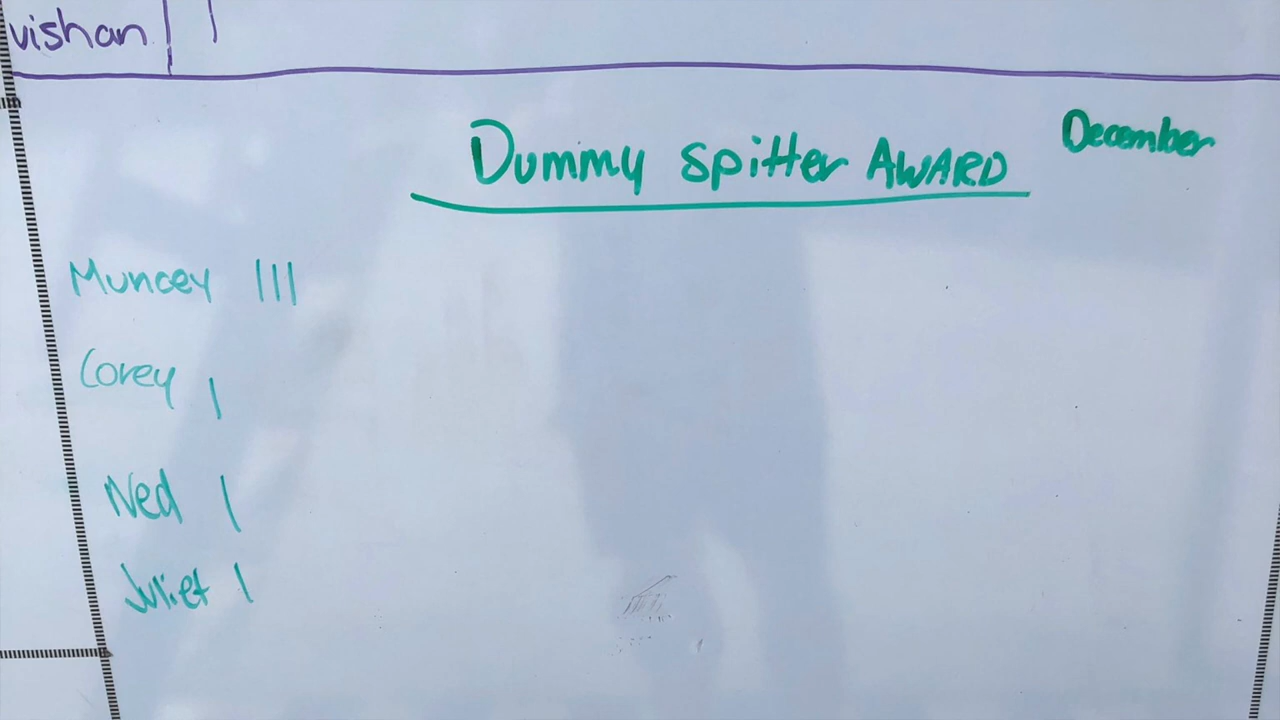 vishan | |
Dummy spitter AWARD
December
Muncey |||
Corey |
Ned |
Juliet |